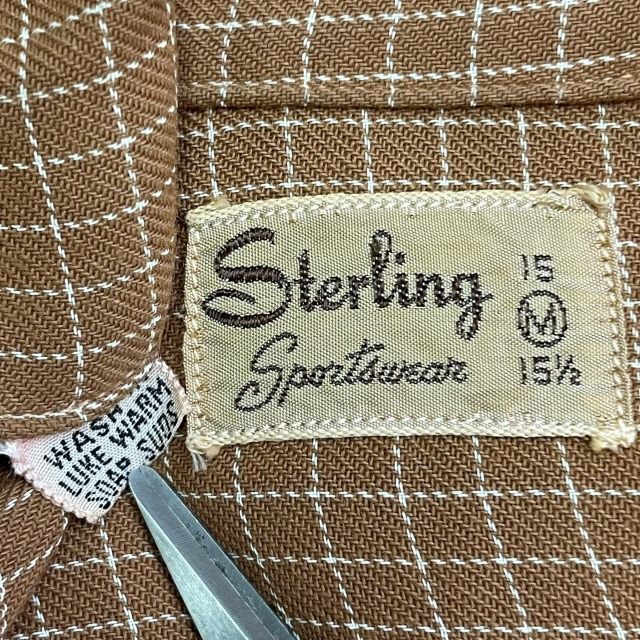 Sterling
Sportswear
15
M
15½
WASH
LUKE WARM
SOAP SUDS